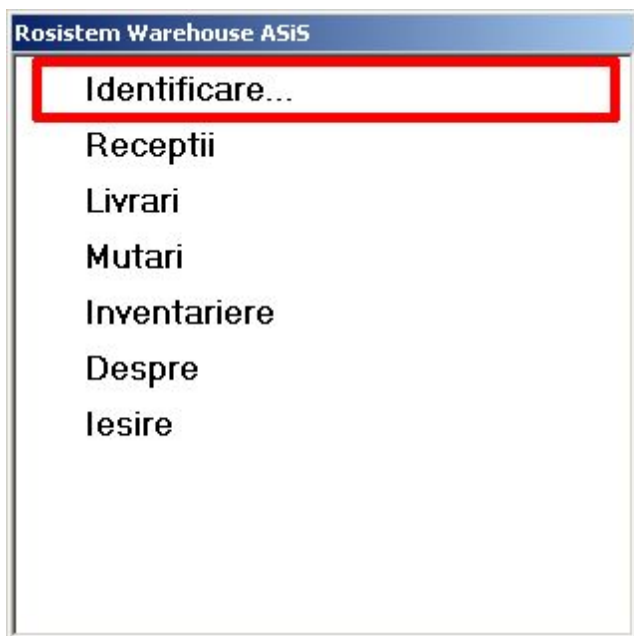 Rosistem Warehouse ASiS
Identificare...
Receptii
Livrari
Mutari
Inventariere
Despre
Iesire